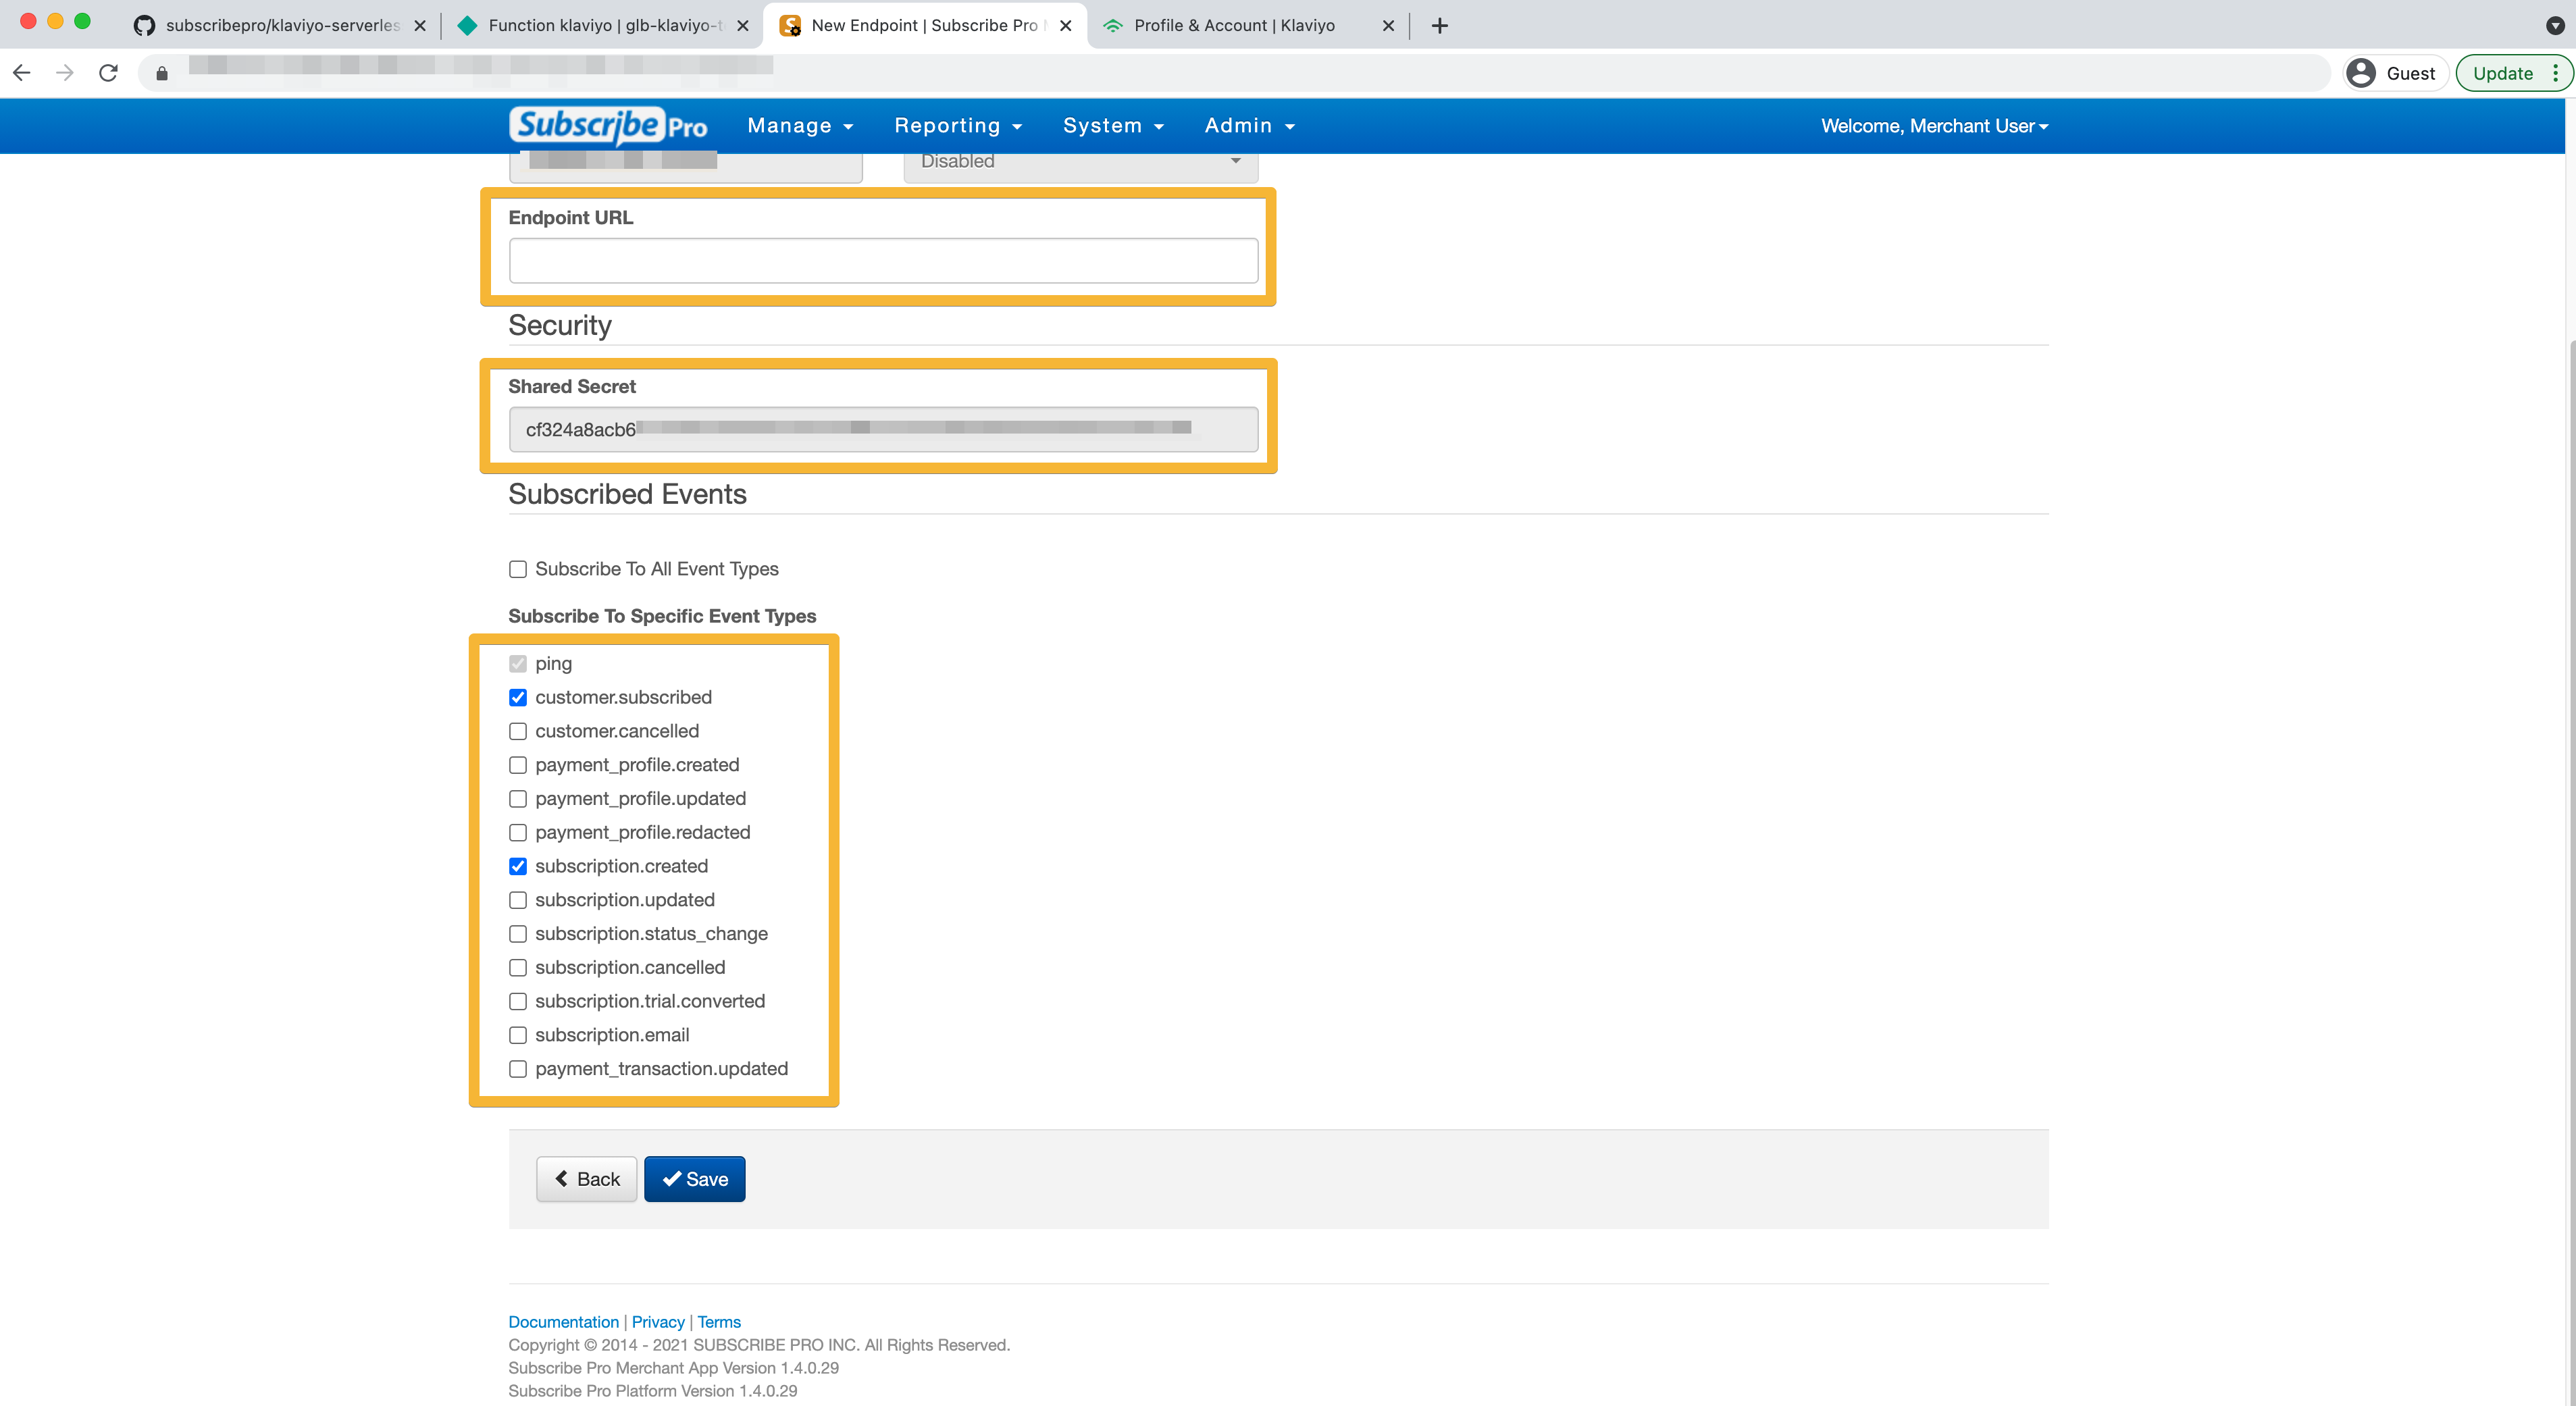 subscribepro/klaviyo-serverles
Function klaviyo | glb-klaviyo-t
New Endpoint | Subscribe Pro
Profile & Account | Klaviyo
Guest
Update
Subscribe Pro
Manage
Reporting
System
Admin
Welcome, Merchant User
Disabled
Endpoint URL
Security
Shared Secret
cf324a8acb6
Subscribed Events
Subscribe To All Event Types
Subscribe To Specific Event Types
ping
customer.subscribed
customer.cancelled
payment_profile.created
payment_profile.updated
payment_profile.redacted
subscription.created
subscription.updated
subscription.status_change
subscription.cancelled
subscription.trial.converted
subscription.email
payment_transaction.updated
Back
Save
Documentation | Privacy | Terms
Copyright © 2014 - 2021 SUBSCRIBE PRO INC. All Rights Reserved.
Subscribe Pro Merchant App Version 1.4.0.29
Subscribe Pro Platform Version 1.4.0.29